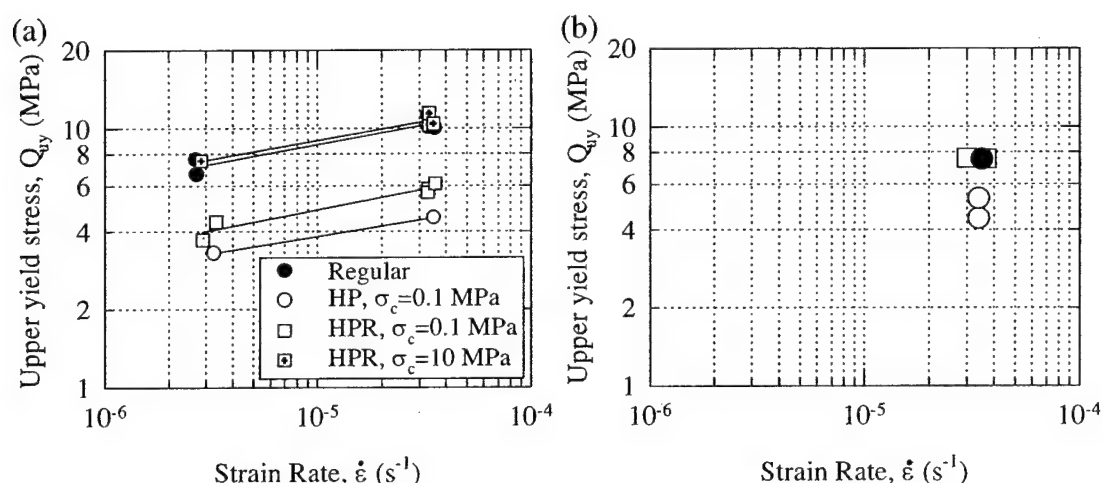 (a)
20
10
8
6
4
2
1
Upper yield stress, Q_uy (MPa)
10^-6
10^-5
10^-4
Strain Rate, ε̇ (s^-1)
Regular
HP, σ_c=0.1 MPa
HPR, σ_c=0.1 MPa
HPR, σ_c=10 MPa
(b)
20
10
8
6
4
2
1
Upper yield stress, Q_uy (MPa)
10^-6
10^-5
10^-4
Strain Rate, ε̇ (s^-1)